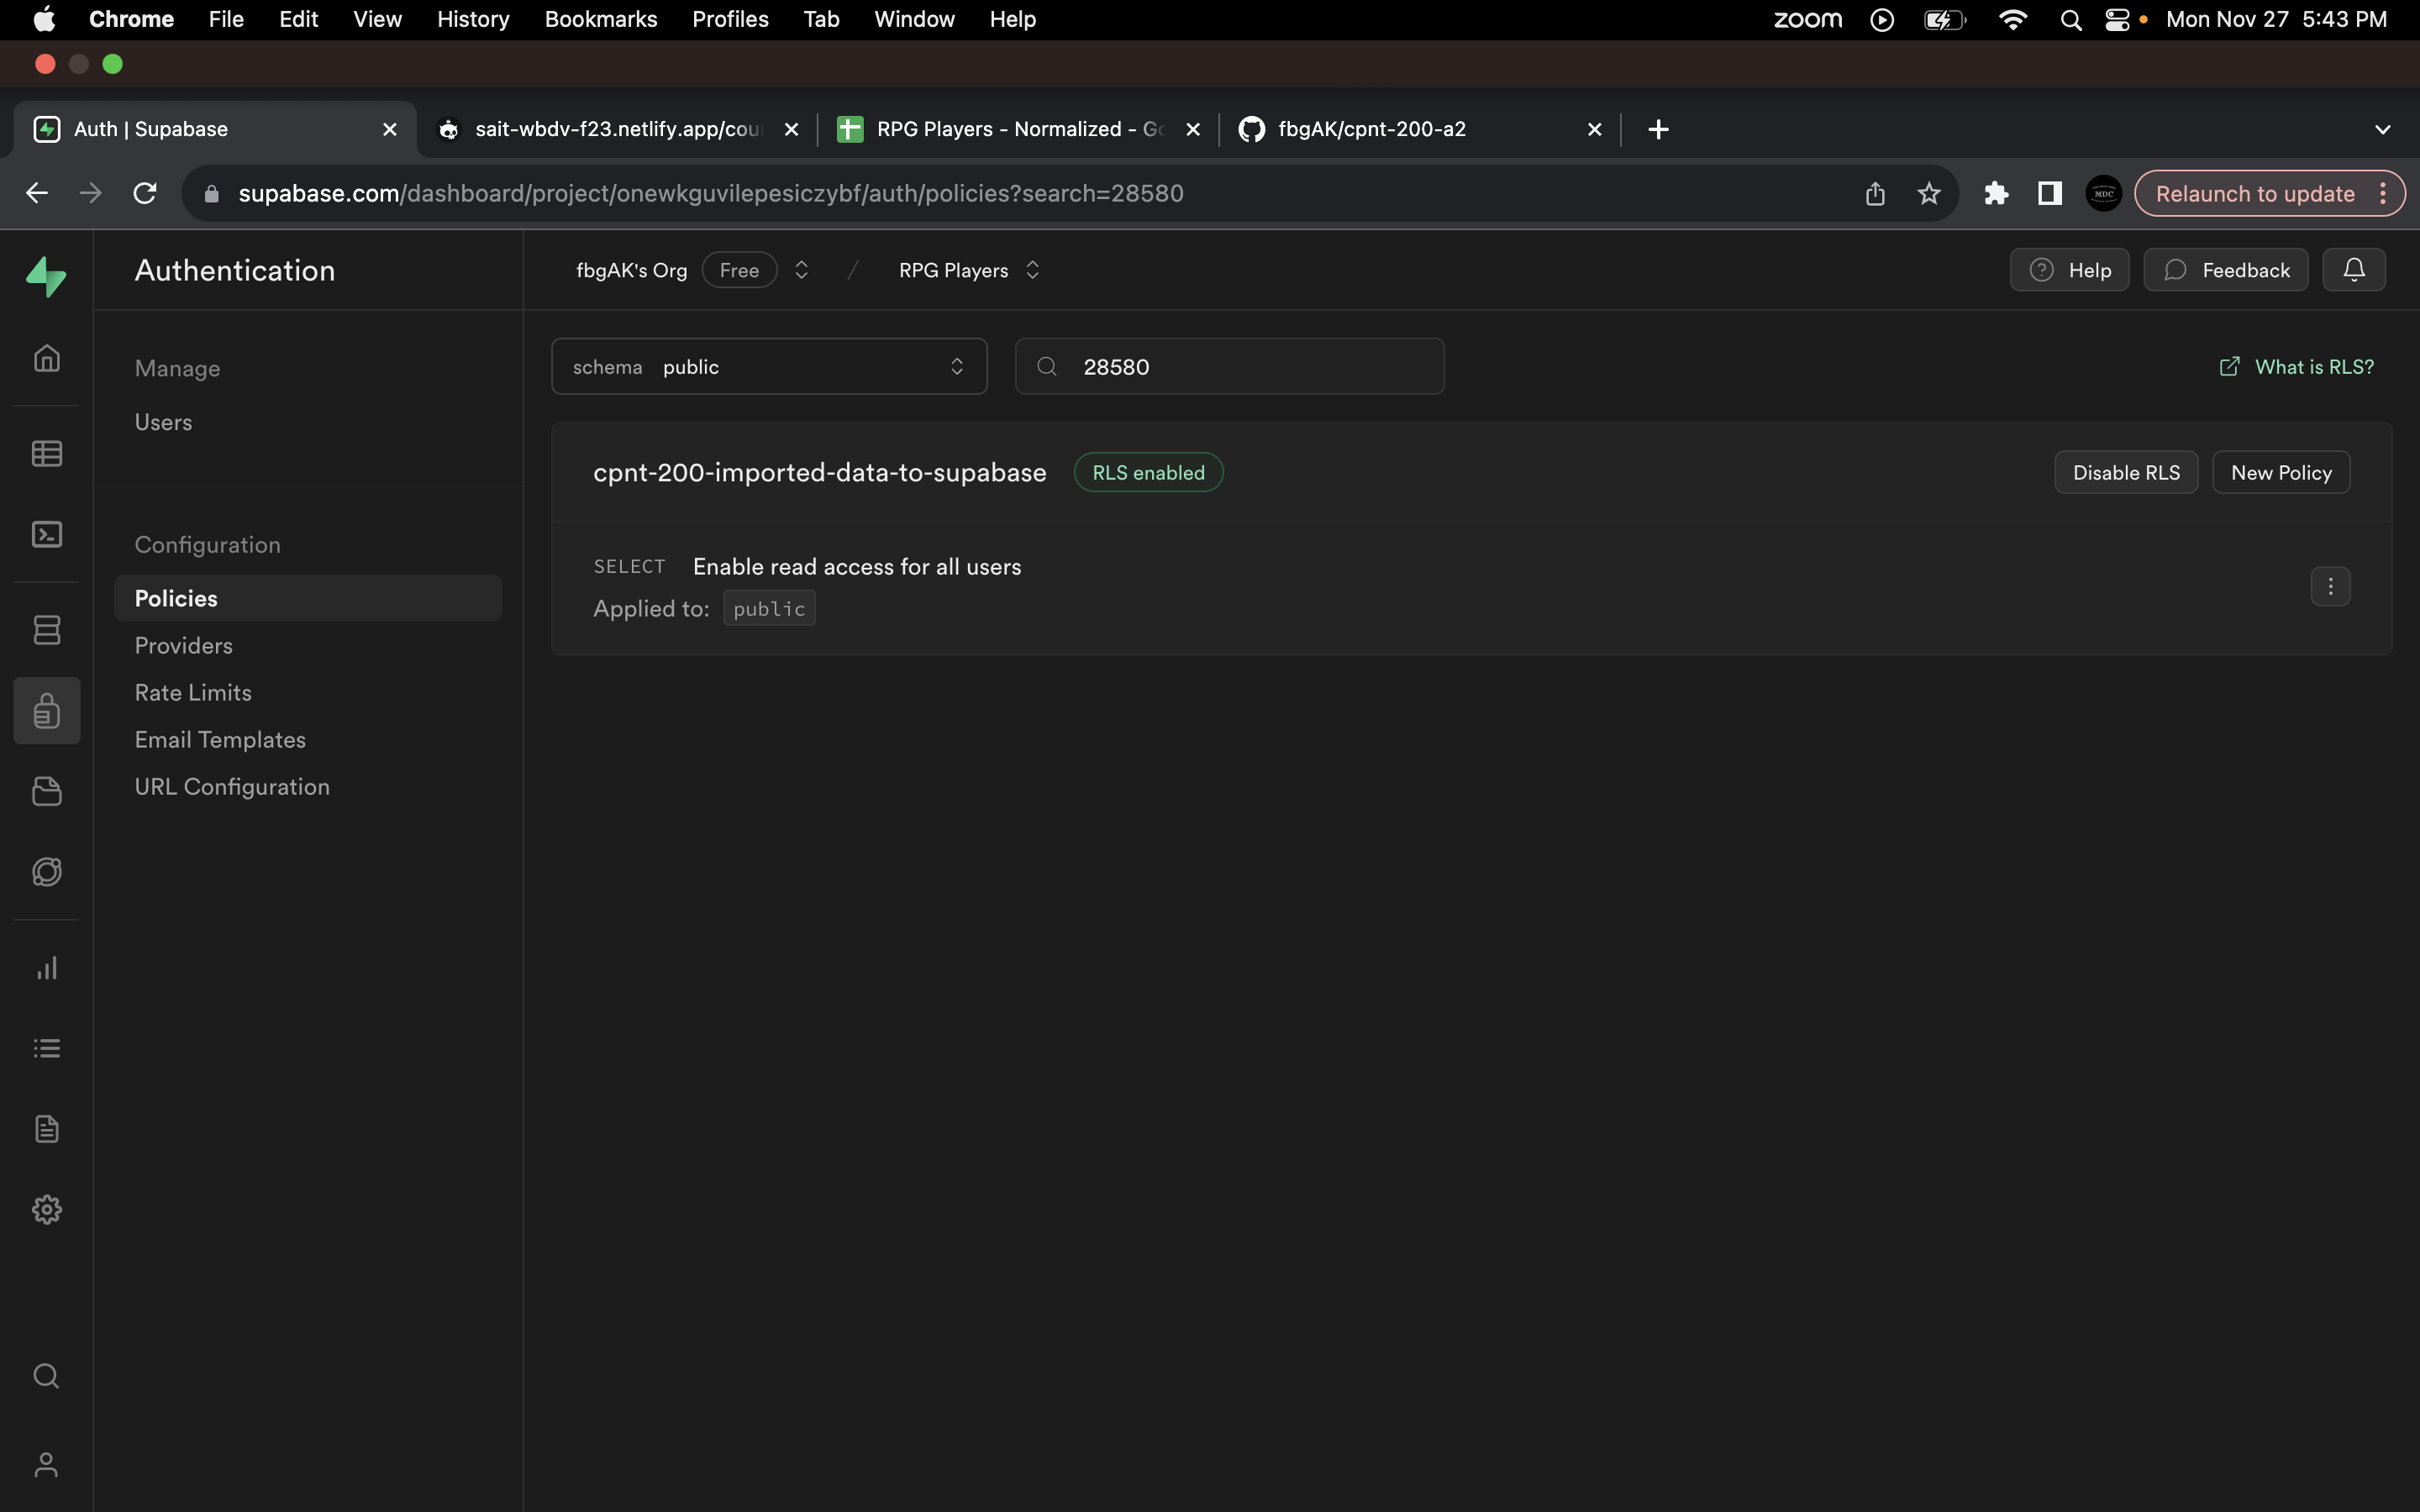 Chrome File Edit View History Bookmarks Profiles Tab Window Help zoom Mon Nov 27 5:43 PM
Auth | Supabase sait-wbdv-f23.netlify.app/cou RPG Players - Normalized - Go fbgAK/cpnt-200-a2
supabase.com/dashboard/project/onewkguvilepesiczybf/auth/policies?search=28580 MDC Relaunch to update
Authentication fbgAK's Org Free / RPG Players Help Feedback
Manage
Users
Configuration
Policies
Providers
Rate Limits
Email Templates
URL Configuration
schema public 28580 What is RLS?
cpnt-200-imported-data-to-supabase RLS enabled Disable RLS New Policy
SELECT Enable read access for all users
Applied to: public